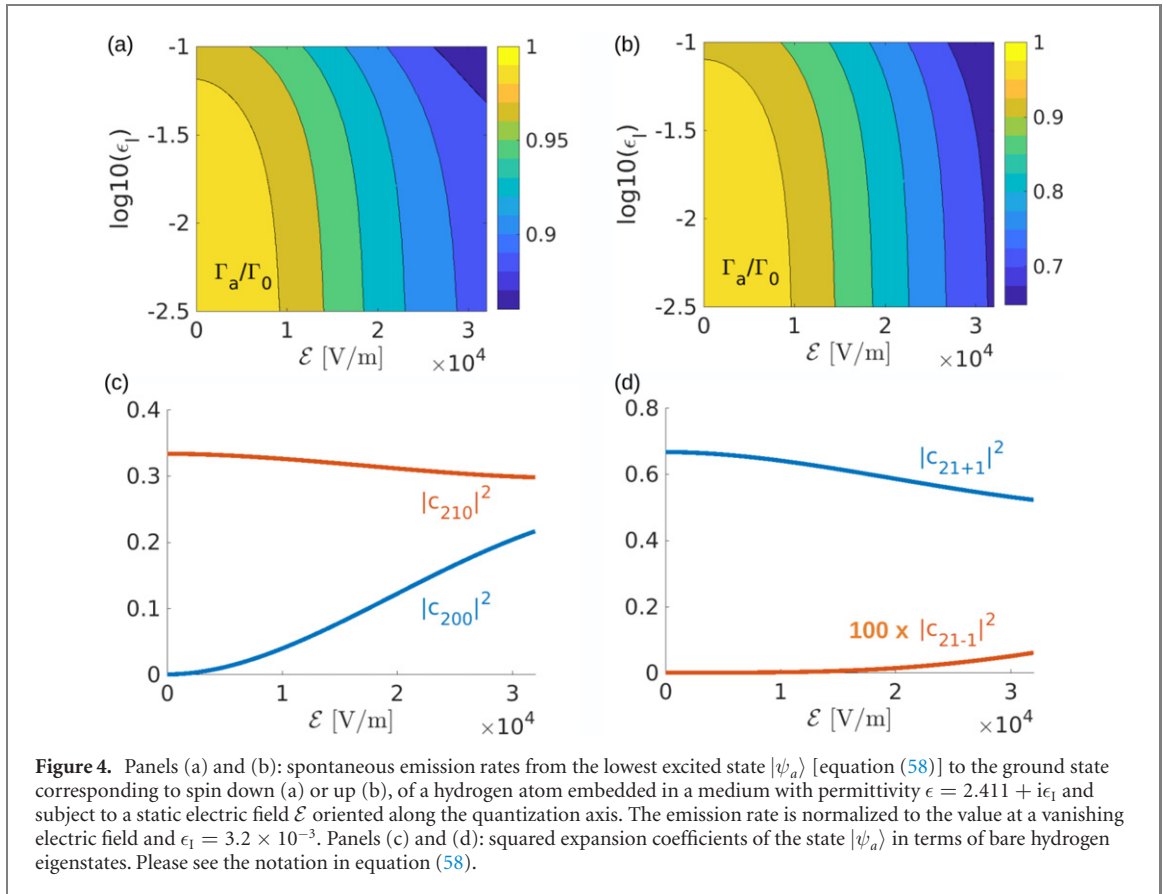 (a)
-1
-1.5
-2
-2.5
log10(ϵI)
Γa/Γ0
0 1 2 3
ℰ [V/m] ×10⁴
1
0.95
0.9
(b)
-1
-1.5
-2
-2.5
log10(ϵI)
Γa/Γ0
0 1 2 3
ℰ [V/m] ×10⁴
1
0.9
0.8
0.7
(c)
0.4
0.3
0.2
0.1
0
|c210|²
|c200|²
0 1 2 3
ℰ [V/m] ×10⁴
(d)
0.8
0.6
0.4
0.2
0
|c21+1|²
100 x |c21-1|²
0 1 2 3
ℰ [V/m] ×10⁴
Figure 4. Panels (a) and (b): spontaneous emission rates from the lowest excited state |ψa⟩ [equation (58)] to the ground state
corresponding to spin down (a) or up (b), of a hydrogen atom embedded in a medium with permittivity ϵ = 2.411 + iϵI and
subject to a static electric field ℰ oriented along the quantization axis. The emission rate is normalized to the value at a vanishing
electric field and ϵI = 3.2 × 10⁻³. Panels (c) and (d): squared expansion coefficients of the state |ψa⟩ in terms of bare hydrogen
eigenstates. Please see the notation in equation (58).